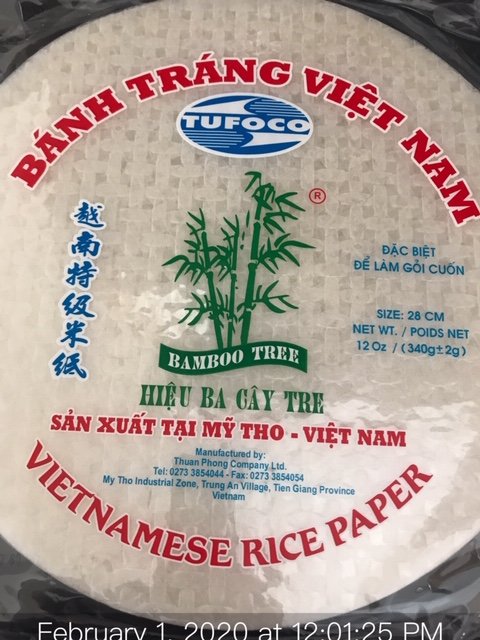 BÁNH TRÁNG VIỆT NAM
TUFOCO
®
越南特级米纸
ĐẶC BIỆT
ĐỂ LÀM GỎI CUỐN
SIZE: 28 CM
NET WT. / POIDS NET
12 Oz / (340g±2g)
BAMBOO TREE
HIỆU BA CÂY TRE
SẢN XUẤT TẠI MỸ THO - VIỆT NAM
Manufactured by:
Thuan Phong Company Ltd.
Tel: 0273 3854044 - Fax: 0273 3854054
My Tho Industrial Zone, Trung An Village, Tien Giang Province
Vietnam
VIETNAMESE RICE PAPER
February 1, 2020 at 12:01:25 PM